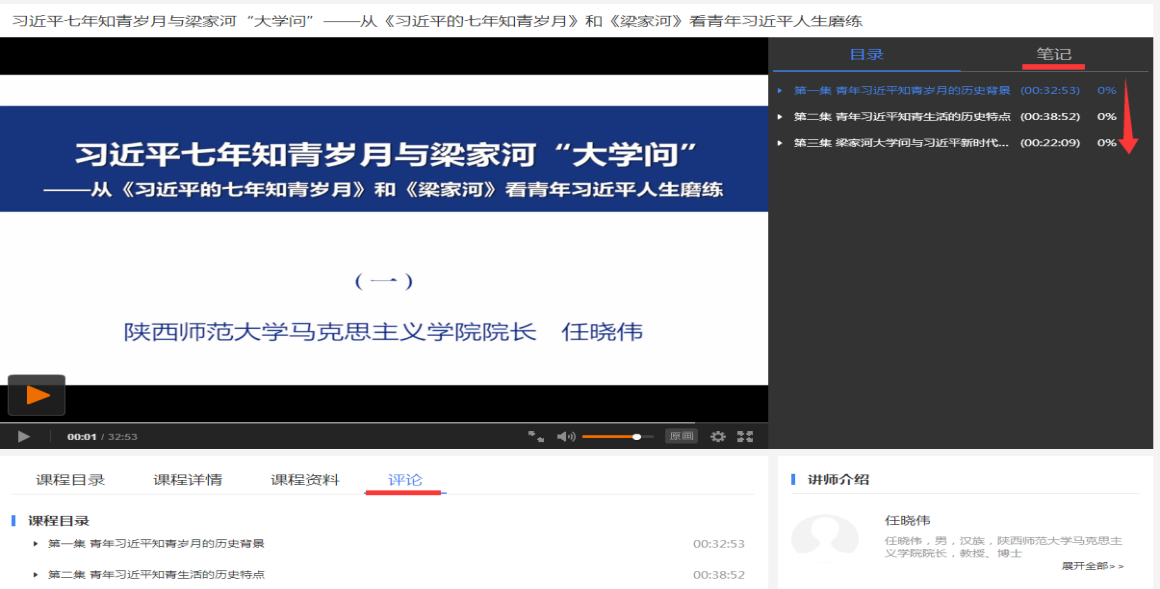 习近平七年知青岁月与梁家河“大学问”——从《习近平的七年知青岁月》和《梁家河》看青年习近平人生磨练
目录
笔记
第一集 青年习近平知青岁月的历史背景 (00:32:53) 0%
第二集 青年习近平知青生活的历史特点 (00:38:52) 0%
第三集 梁家河大学问与习近平新时代... (00:22:09) 0%
习近平七年知青岁月与梁家河“大学问”
——从《习近平的七年知青岁月》和《梁家河》看青年习近平人生磨练
(一)
陕西师范大学马克思主义学院院长 任晓伟
00:01 / 32:53
原画
课程目录
课程详情
课程资料
评论
课程目录
第一集 青年习近平知青岁月的历史背景 00:32:53
第二集 青年习近平知青生活的历史特点 00:38:52
讲师介绍
任晓伟
任晓伟，男，汉族，陕西师范大学马克思主
义学院院长，教授、博士
展开全部>>